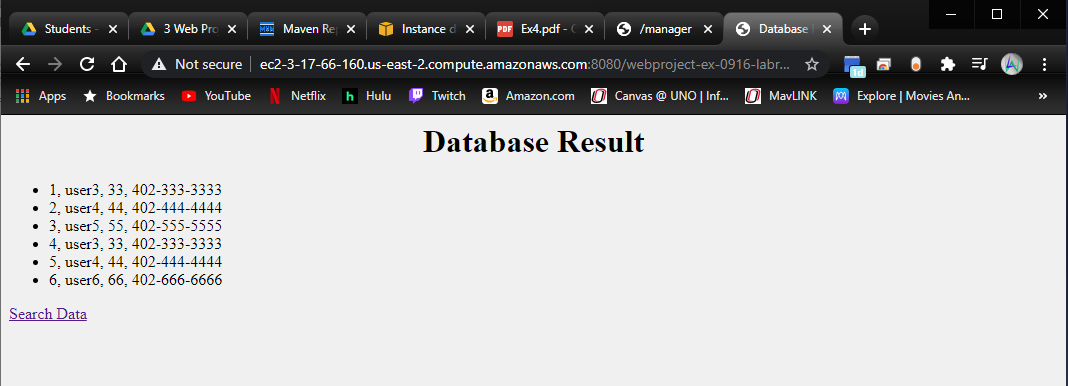 Students -
3 Web Pro
Maven Re
Instance d
PDF
Ex4.pdf - G
/manager
Database
Not secure
ec2-3-17-66-160.us-east-2.compute.amazonaws.com:8080/webproject-ex-0916-labr...
1d
Apps
Bookmarks
YouTube
Netflix
Hulu
Twitch
Amazon.com
Canvas @ UNO | Inf...
MavLINK
Explore | Movies An...
Database Result
1, user3, 33, 402-333-3333
2, user4, 44, 402-444-4444
3, user5, 55, 402-555-5555
4, user3, 33, 402-333-3333
5, user4, 44, 402-444-4444
6, user6, 66, 402-666-6666
Search Data